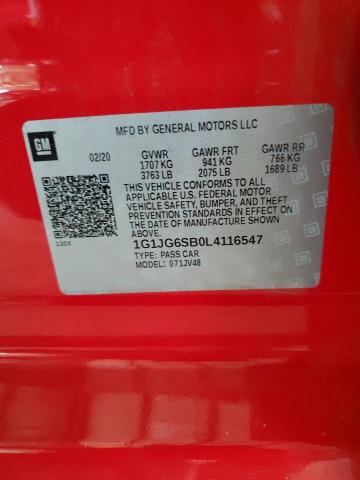 GM
MFD BY GENERAL MOTORS LLC
02/20 GVWR GAWR FRT GAWR RR
1707 KG 941 KG 766 KG
3763 LB 2075 LB 1689 LB
THIS VEHICLE CONFORMS TO ALL
APPLICABLE U.S. FEDERAL MOTOR
VEHICLE SAFETY, BUMPER, AND THEFT
PREVENTION STANDARDS IN EFFECT ON
THE DATE OF MANUFACTURE SHOWN
ABOVE.
138X
1G1JG6SB0L4116547
TYPE: PASS CAR
MODEL: 071JV48